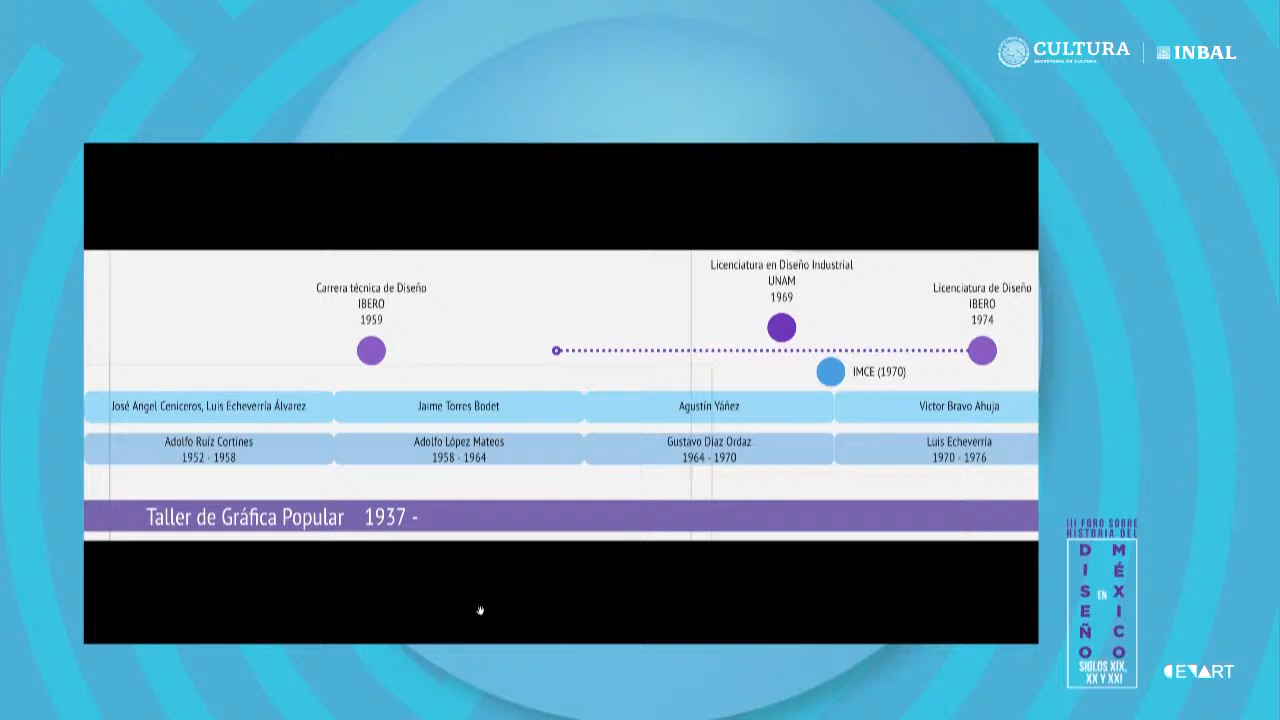 CULTURA
SECRETARÍA DE CULTURA
INBAL
Licenciatura en Diseño Industrial
UNAM
1969
Carrera técnica de Diseño
IBERO
1959
Licenciatura de Diseño
IBERO
1974
IMCE (1970)
José Angel Ceniceros, Luis Echeverría Álvarez
Jaime Torres Bodet
Agustín Yáñez
Victor Bravo Ahuja
Adolfo Ruíz Cortines
1952 - 1958
Adolfo López Mateos
1958 - 1964
Gustavo Diaz Ordaz
1964 - 1970
Luis Echeverría
1970 - 1976
Taller de Gráfica Popular 1937 -
III FORO SOBRE
HISTORIA DEL
DISEÑO
EN
MÉXICO
SIGLOS XIX,
XX Y XXI
CENART